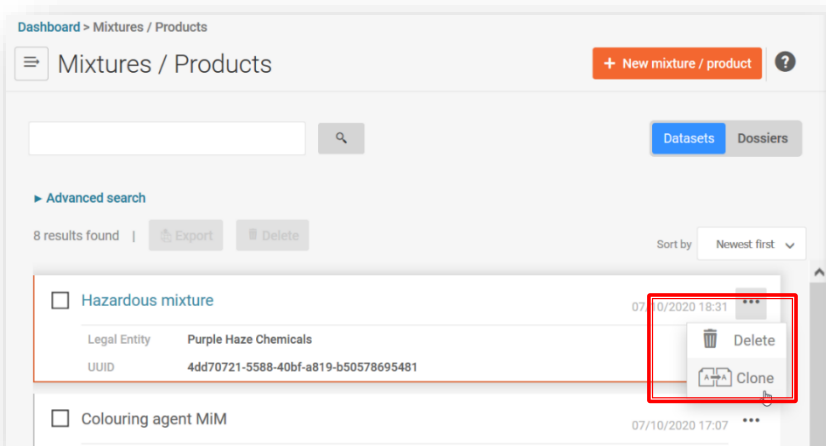 Dashboard > Mixtures / Products
Mixtures / Products
+ New mixture / product
?
Datasets Dossiers
▸ Advanced search
8 results found | Export Delete
Sort by Newest first
Hazardous mixture
07/10/2020 18:31 •••
Legal Entity Purple Haze Chemicals
Delete
UUID 4dd70721-5588-40bf-a819-b50578695481
A A Clone
Colouring agent MiM
07/10/2020 17:07 •••